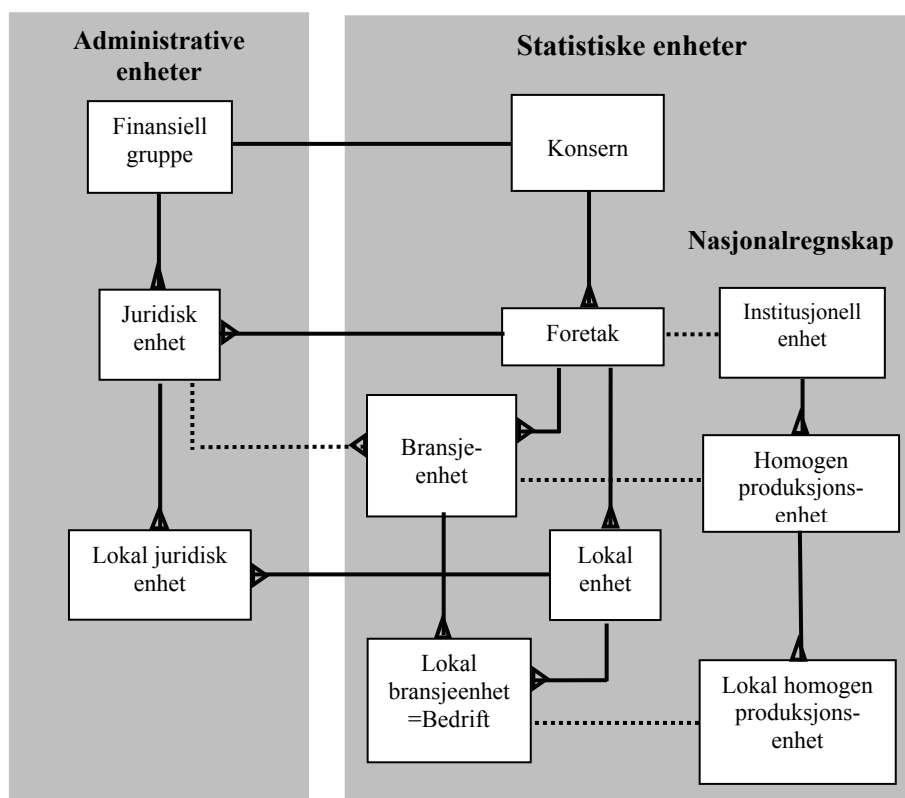 Administrative
enheter
Statistiske enheter
Finansiell
gruppe
Konsern
Nasjonalregnskap
Juridisk
enhet
Foretak
Institusjonell
enhet
Bransje-
enhet
Homogen
produksjons-
enhet
Lokal juridisk
enhet
Lokal
enhet
Lokal
bransjeenhet
=Bedrift
Lokal homogen
produksjons-
enhet